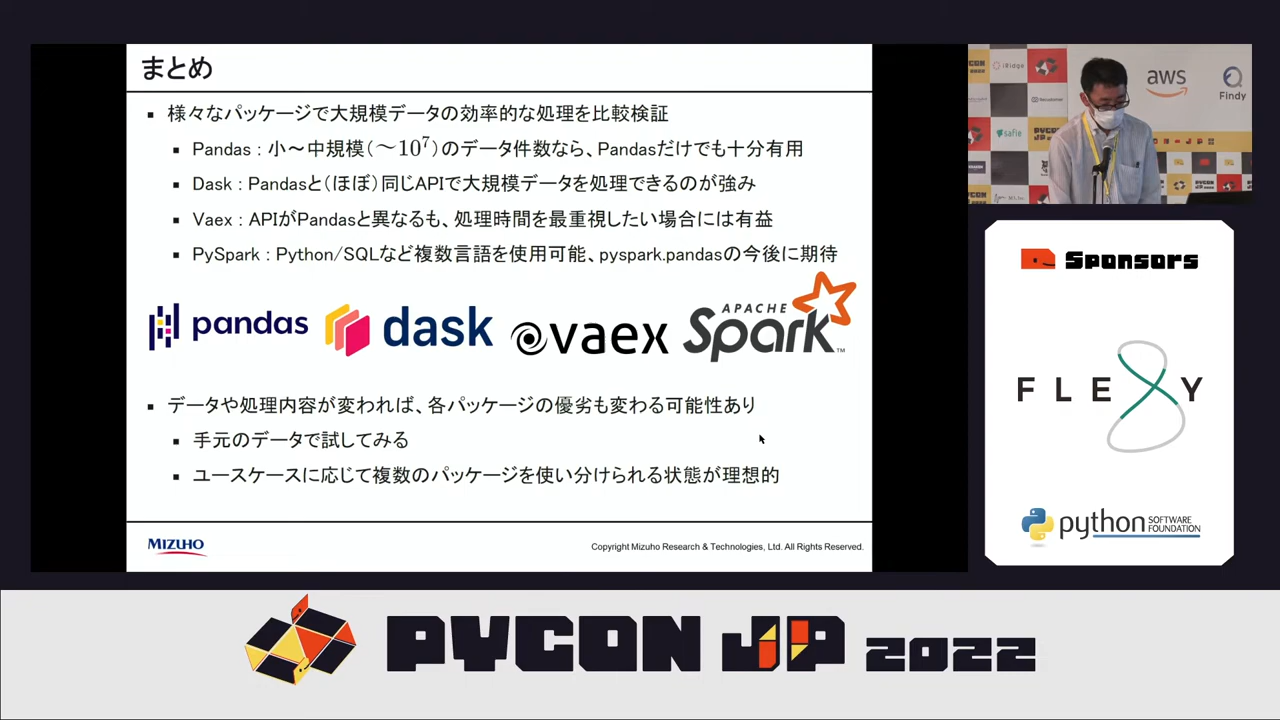 まとめ
様々なパッケージで大規模データの効率的な処理を比較検証
Pandas : 小～中規模（～10⁷）のデータ件数なら、Pandasだけでも十分有用
Dask : Pandasと（ほぼ）同じAPIで大規模データを処理できるのが強み
Vaex : APIがPandasと異なるも、処理時間を最重視したい場合には有益
PySpark : Python/SQLなど複数言語を使用可能、pyspark.pandasの今後に期待
pandas
dask
vaex
APACHE
Spark™
データや処理内容が変われば、各パッケージの優劣も変わる可能性あり
手元のデータで試してみる
ユースケースに応じて複数のパッケージを使い分けられる状態が理想的
MIZUHO
Copyright Mizuho Research & Technologies, Ltd. All Rights Reserved.
iRidge
aws
Findy
safie
Sponsors
FLEXY
python
SOFTWARE
FOUNDATION
PYCON JP 2022